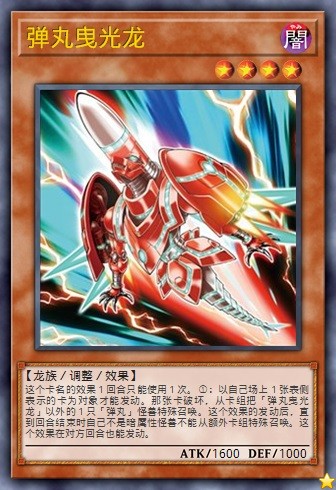 弹丸曳光龙
闇
【龙族／调整／效果】
这个卡名的效果１回合只能使用１次。①：以自己场上１张表侧
表示的卡为对象才能发动。那张卡破坏，从卡组把「弹丸曳光
龙」以外的１只「弹丸」怪兽特殊召唤。这个效果的发动后，直
到回合结束时自己不是暗属性怪兽不能从额外卡组特殊召唤。这
个效果在对方回合也能发动。
ATK/1600 DEF/1000